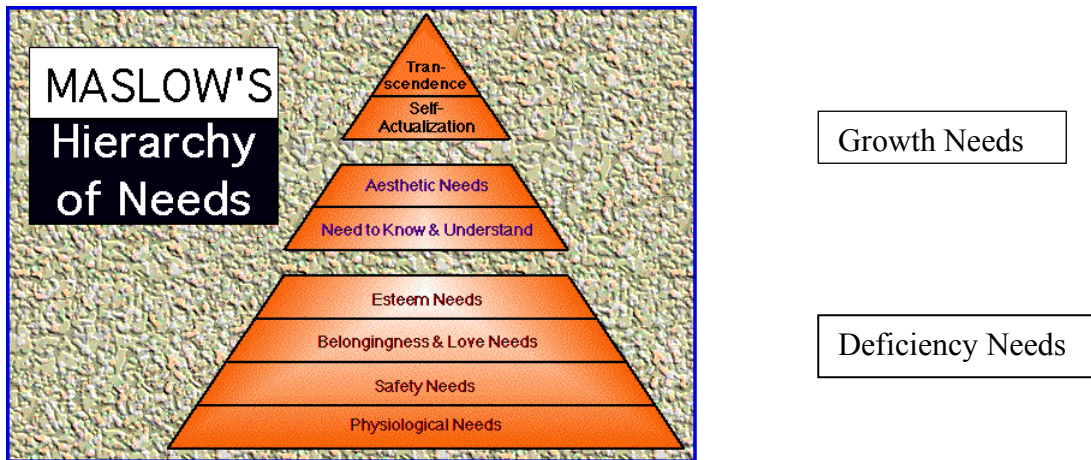 MASLOW'S
Hierarchy
of Needs
Tran-
scendence
Self-
Actualization
Aesthetic Needs
Need to Know & Understand
Esteem Needs
Belongingness & Love Needs
Safety Needs
Physiological Needs
Growth Needs
Deficiency Needs